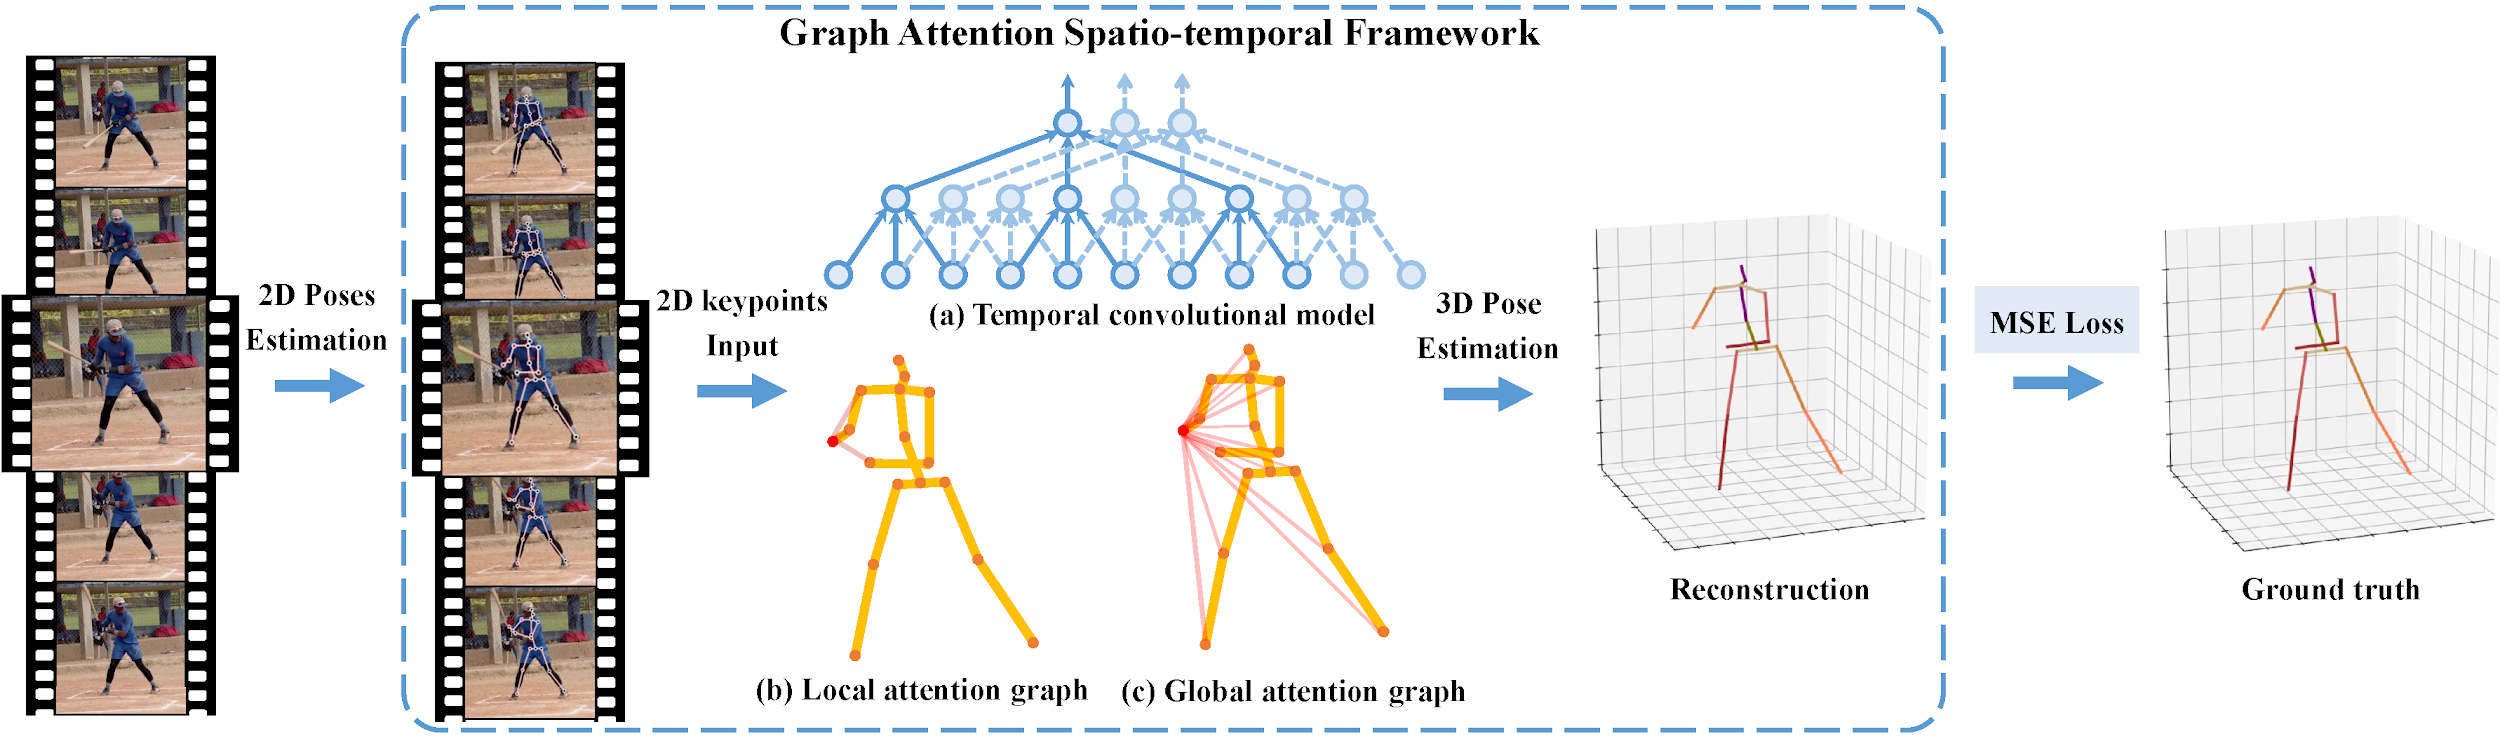 Graph Attention Spatio-temporal Framework
2D Poses
Estimation
2D keypoints
Input
(a) Temporal convolutional model
(b) Local attention graph
(c) Global attention graph
3D Pose
Estimation
Reconstruction
MSE Loss
Ground truth